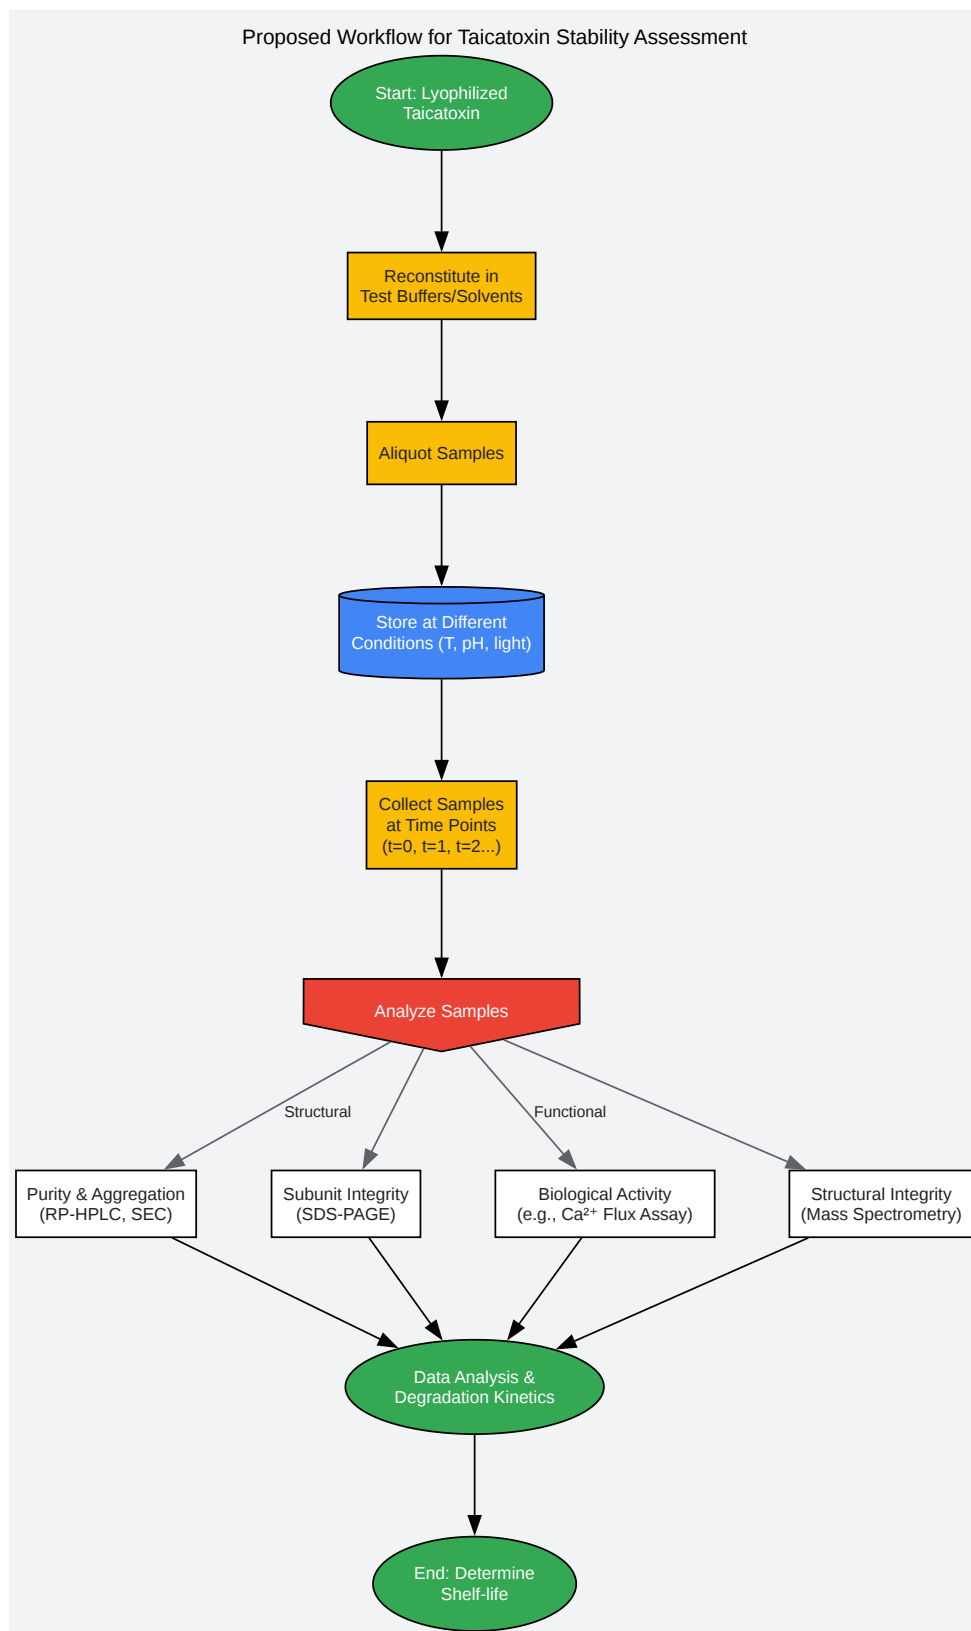 Proposed Workflow for Taicatoxin Stability Assessment
Start: Lyophilized
Taicatoxin
Reconstitute in
Test Buffers/Solvents
Aliquot Samples
Store at Different
Conditions (T, pH, light)
Collect Samples
at Time Points
(t=0, t=1, t=2...)
Analyze Samples
Structural
Functional
Purity & Aggregation
(RP-HPLC, SEC)
Subunit Integrity
(SDS-PAGE)
Biological Activity
(e.g., Ca²⁺ Flux Assay)
Structural Integrity
(Mass Spectrometry)
Data Analysis &
Degradation Kinetics
End: Determine
Shelf-life